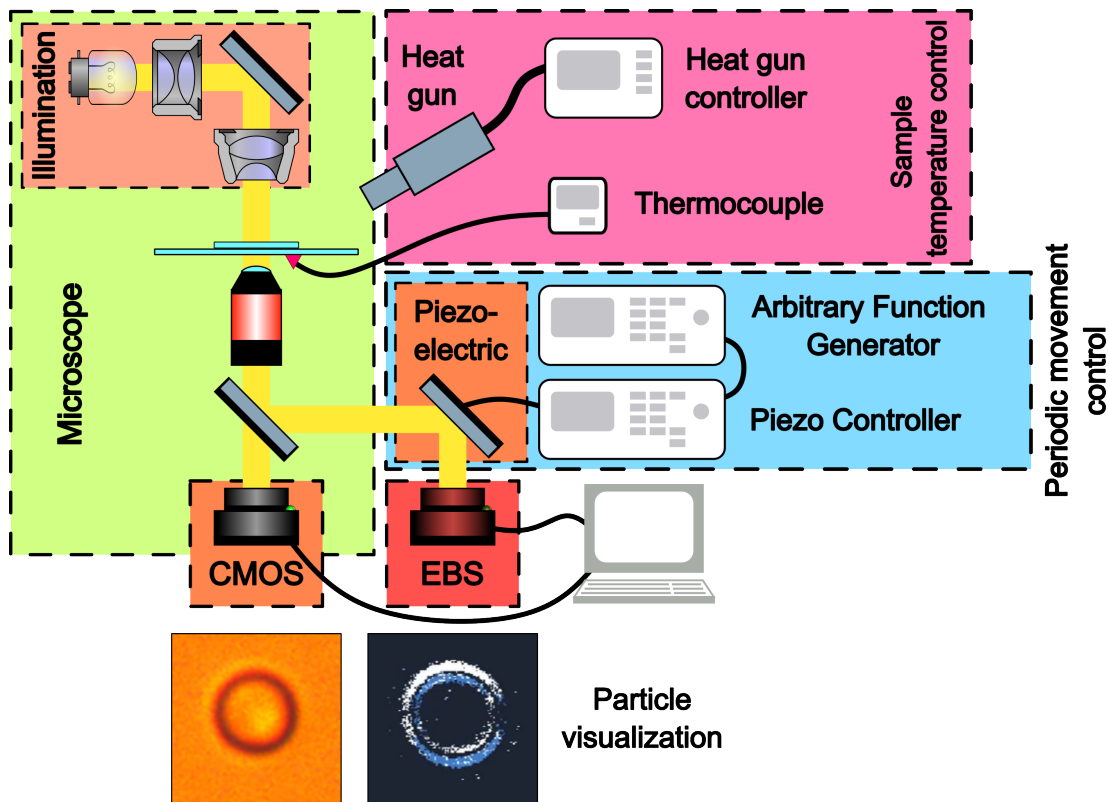 Illumination
Microscope
Heat
gun
Heat gun
controller
Thermocouple
Sample
temperature control
Piezo-
electric
Arbitrary Function
Generator
Piezo Controller
Periodic movement
control
CMOS
EBS
Particle
visualization